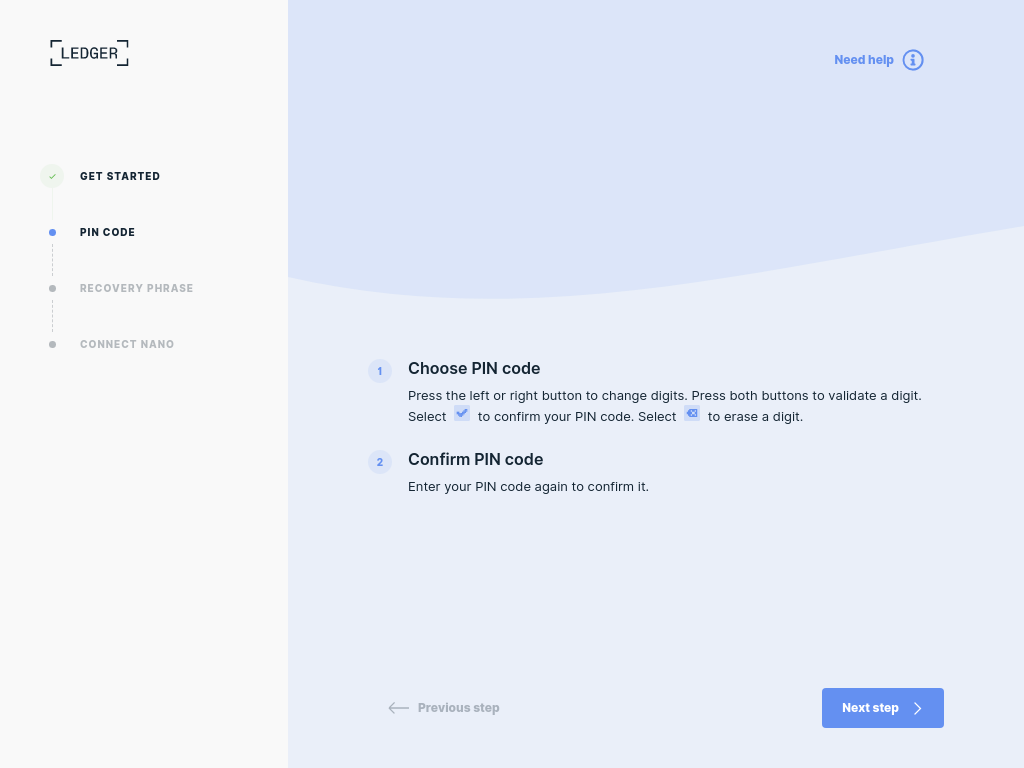 LEDGER
Need help
GET STARTED
PIN CODE
RECOVERY PHRASE
CONNECT NANO
1
Choose PIN code
Press the left or right button to change digits. Press both buttons to validate a digit.
Select to confirm your PIN code. Select to erase a digit.
2
Confirm PIN code
Enter your PIN code again to confirm it.
Previous step
Next step